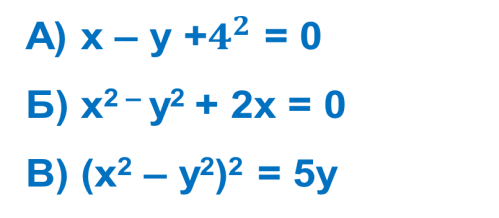 А) x – y +4² = 0
Б) x² – y² + 2x = 0
В) (x² – y²)² = 5y